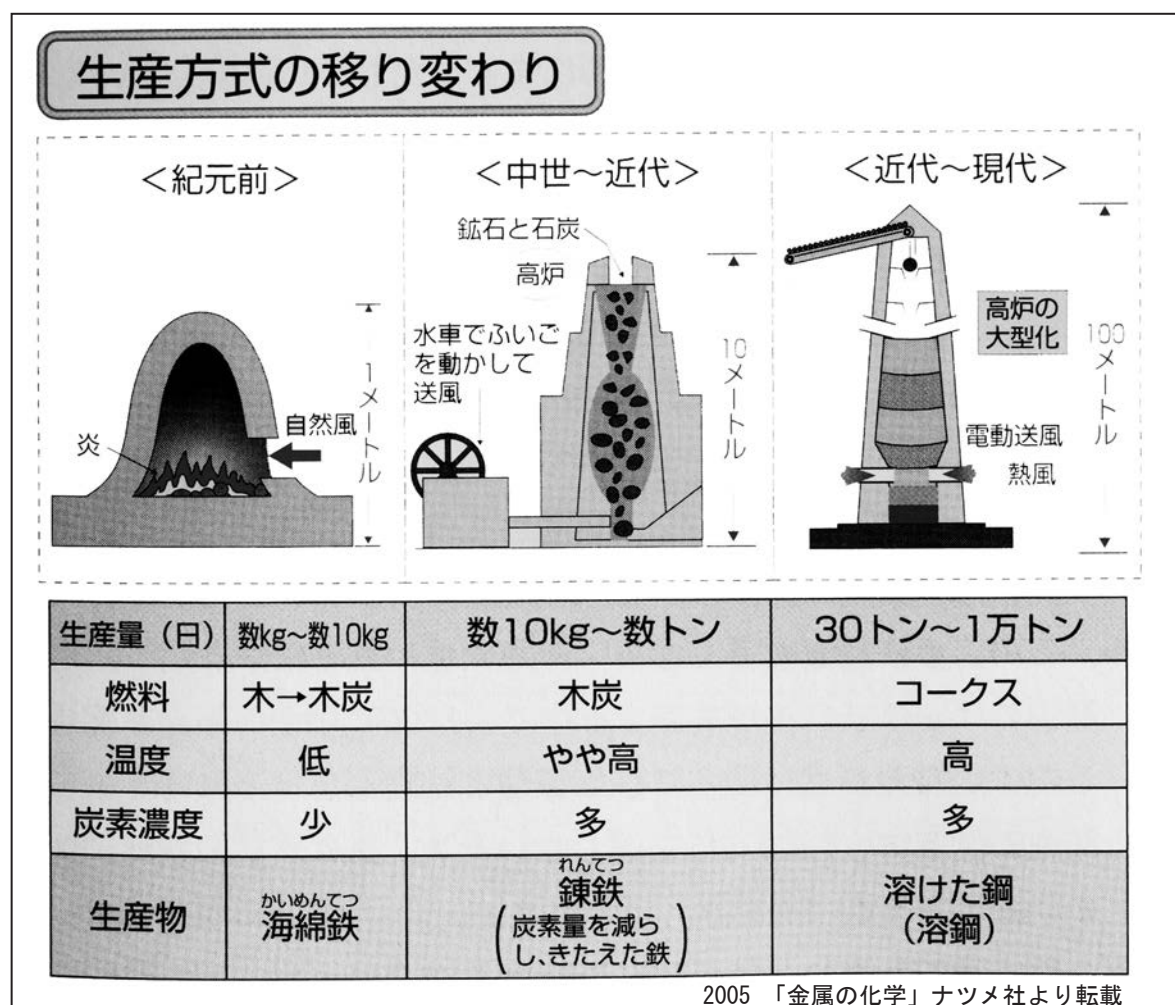 生産方式の移り変わり
<紀元前>
炎
自然風
1メートル
<中世～近代>
鉱石と石炭
高炉
水車でふいご
を動かして
送風
10メートル
<近代～現代>
高炉の
大型化
電動送風
熱風
100メートル
生産量（日） 数kg～数10kg 数10kg～数トン 30トン～1万トン
燃料 木→木炭 木炭 コークス
温度 低 やや高 高
炭素濃度 少 多 多
生産物
かいめんてつ
海綿鉄
れんてつ
錬鉄
(炭素量を減ら
し、きたえた鉄)
溶けた鋼
(溶鋼)
2005 「金属の化学」ナツメ社より転載